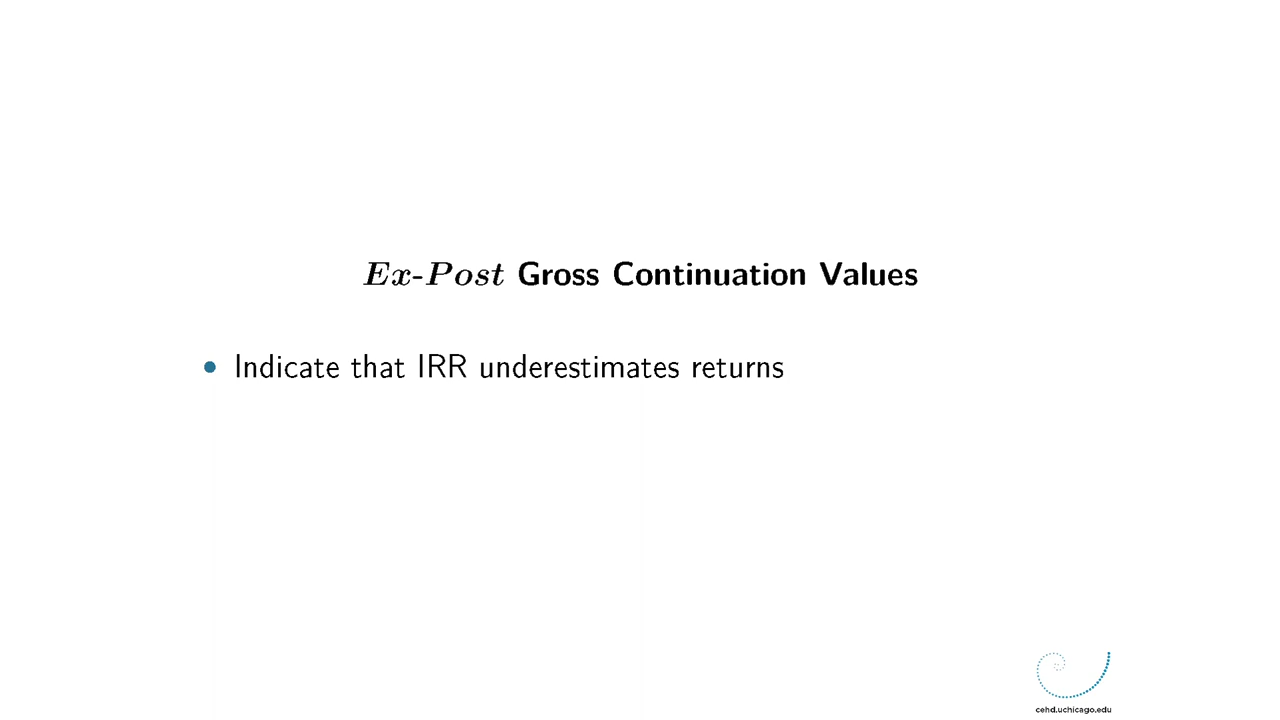 Ex-Post Gross Continuation Values
• Indicate that IRR underestimates returns
cehd.uchicago.edu